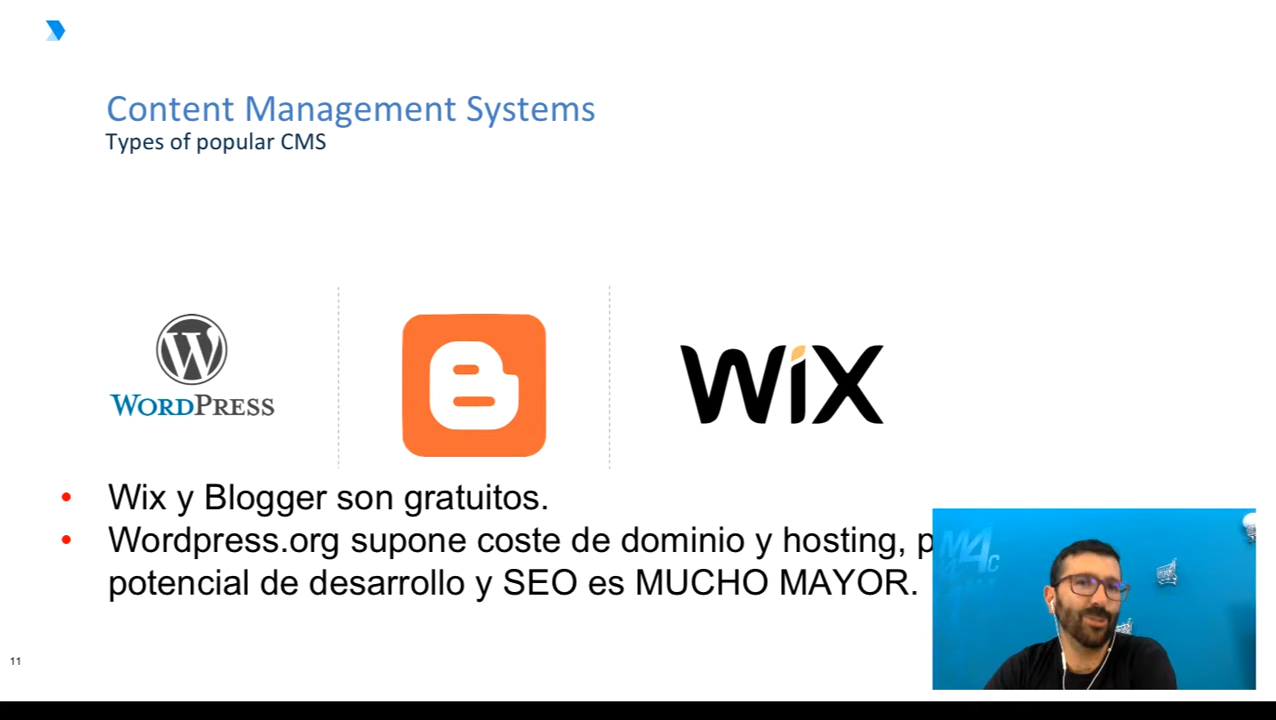 Content Management Systems
Types of popular CMS
WORDPRESS
WiX
• Wix y Blogger son gratuitos.
• Wordpress.org supone coste de dominio y hosting, p
potencial de desarrollo y SEO es MUCHO MAYOR.
11